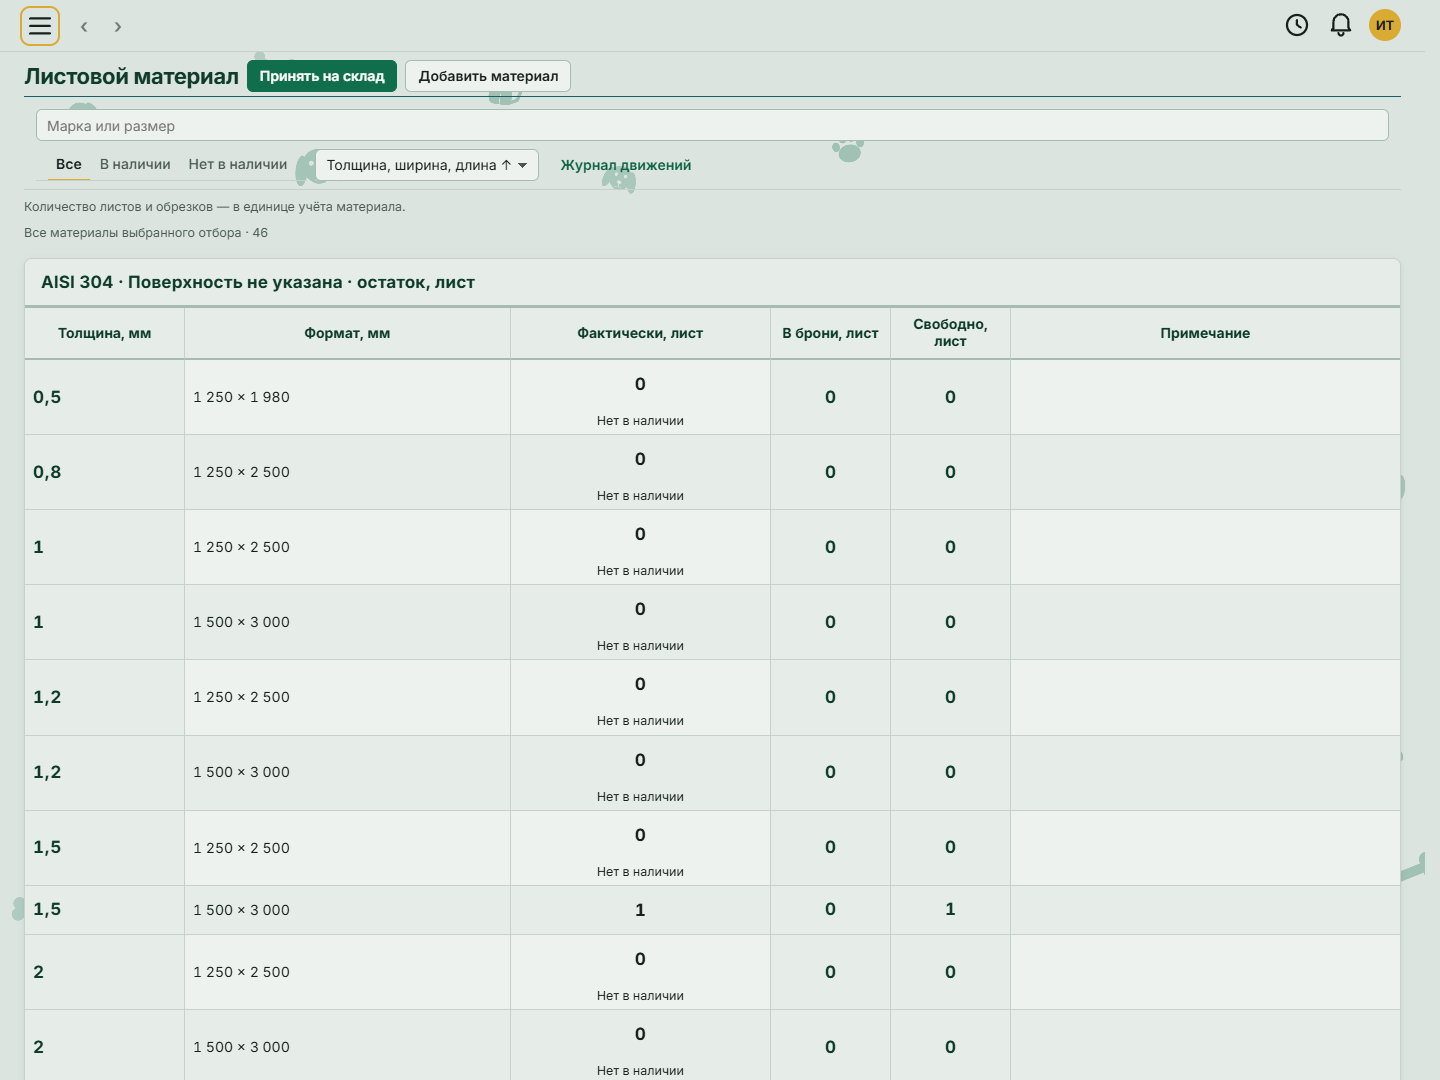 ‹ ›
ИТ
Листовой материал Принять на склад Добавить материал
Марка или размер
Все В наличии Нет в наличии Толщина, ширина, длина ↑ Журнал движений
Количество листов и обрезков — в единице учёта материала.
Все материалы выбранного отбора · 46
AISI 304 · Поверхность не указана · остаток, лист
Толщина, мм Формат, мм Фактически, лист В брони, лист Свободно, лист Примечание
0,5 1 250 × 1 980 0 0 0
Нет в наличии
0,8 1 250 × 2 500 0 0 0
Нет в наличии
1 1 250 × 2 500 0 0 0
Нет в наличии
1 1 500 × 3 000 0 0 0
Нет в наличии
1,2 1 250 × 2 500 0 0 0
Нет в наличии
1,2 1 500 × 3 000 0 0 0
Нет в наличии
1,5 1 250 × 2 500 0 0 0
Нет в наличии
1,5 1 500 × 3 000 1 0 1
2 1 250 × 2 500 0 0 0
Нет в наличии
2 1 500 × 3 000 0 0 0
Нет в наличии